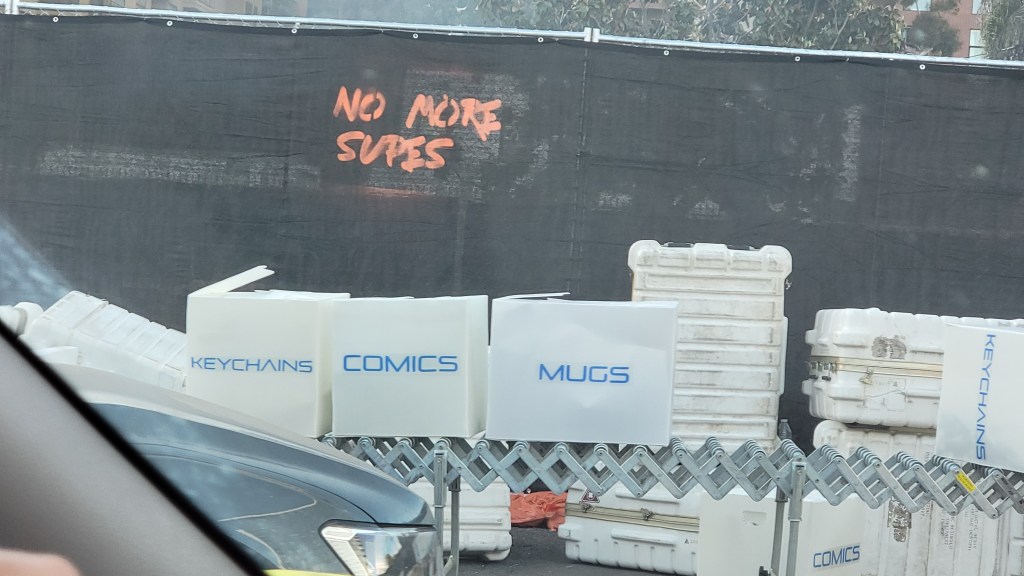 NO MORE
SUPES
KEYCHAINS
COMICS
MUGS
KEYCHAINS
COMICS